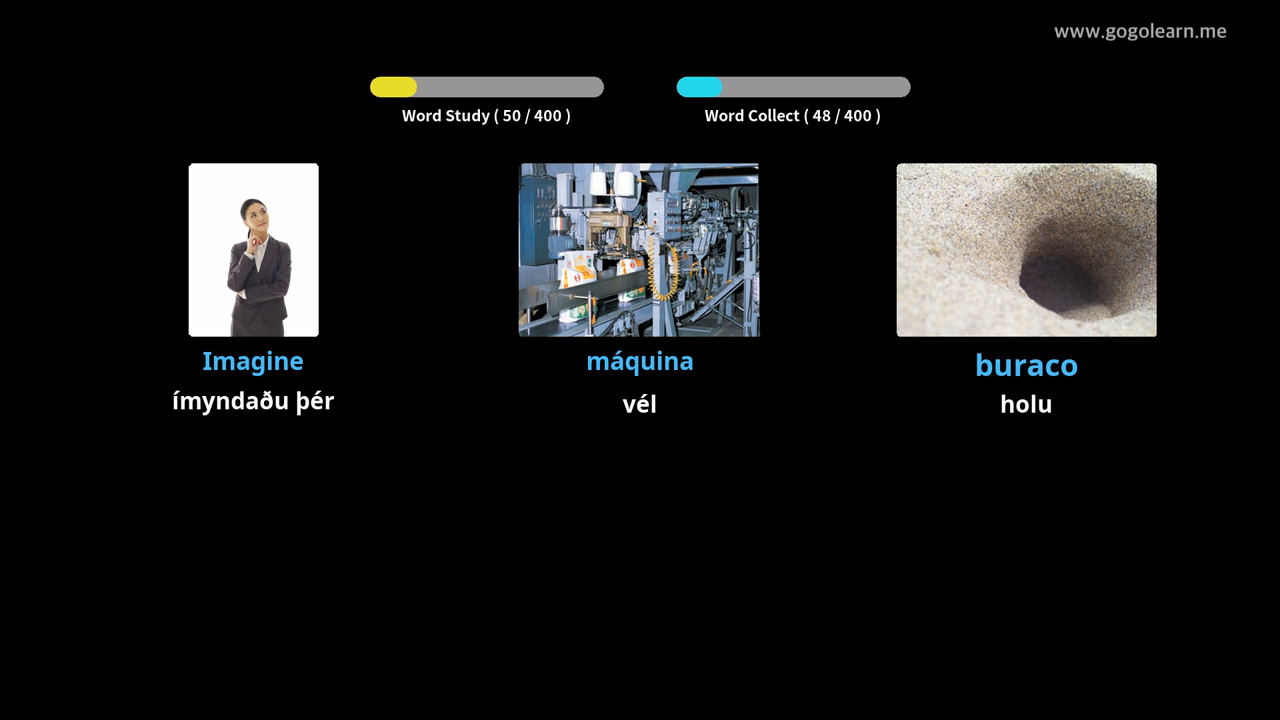 www.gogolearn.me
Word Study ( 50 / 400 )
Word Collect ( 48 / 400 )
Imagine
ímyndaðu þér
máquina
vél
buraco
holu